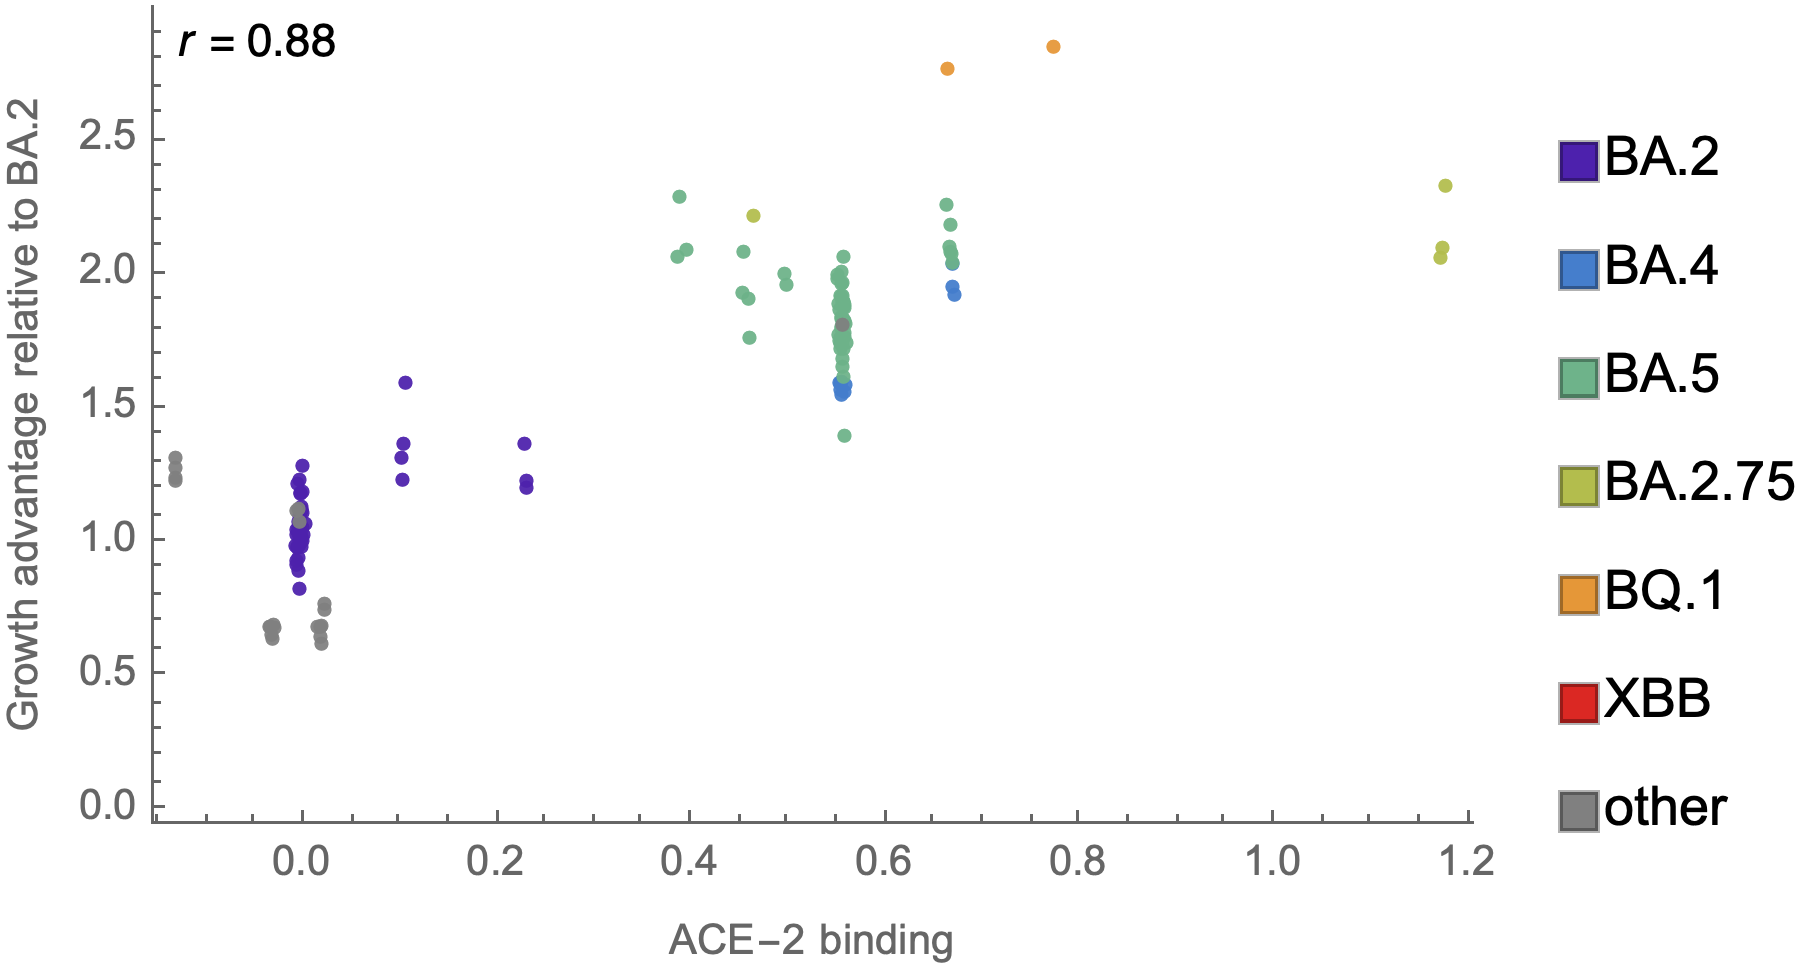 r = 0.88
Growth advantage relative to BA.2
2.5
2.0
1.5
1.0
0.5
0.0
0.0 0.2 0.4 0.6 0.8 1.0 1.2
ACE−2 binding
BA.2
BA.4
BA.5
BA.2.75
BQ.1
XBB
other